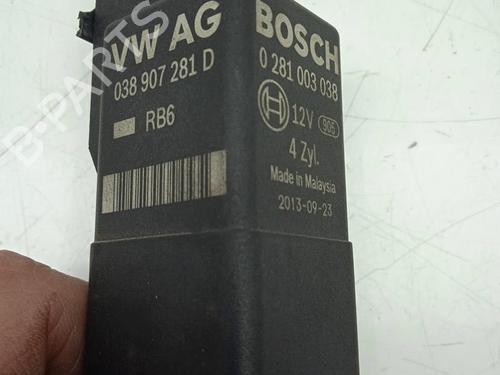 VW AG
038 907 281 D
RB6
BOSCH
0 281 003 038
12V 905
4 Zyl.
Made in Malaysia
2013-09-23
B-PARTS